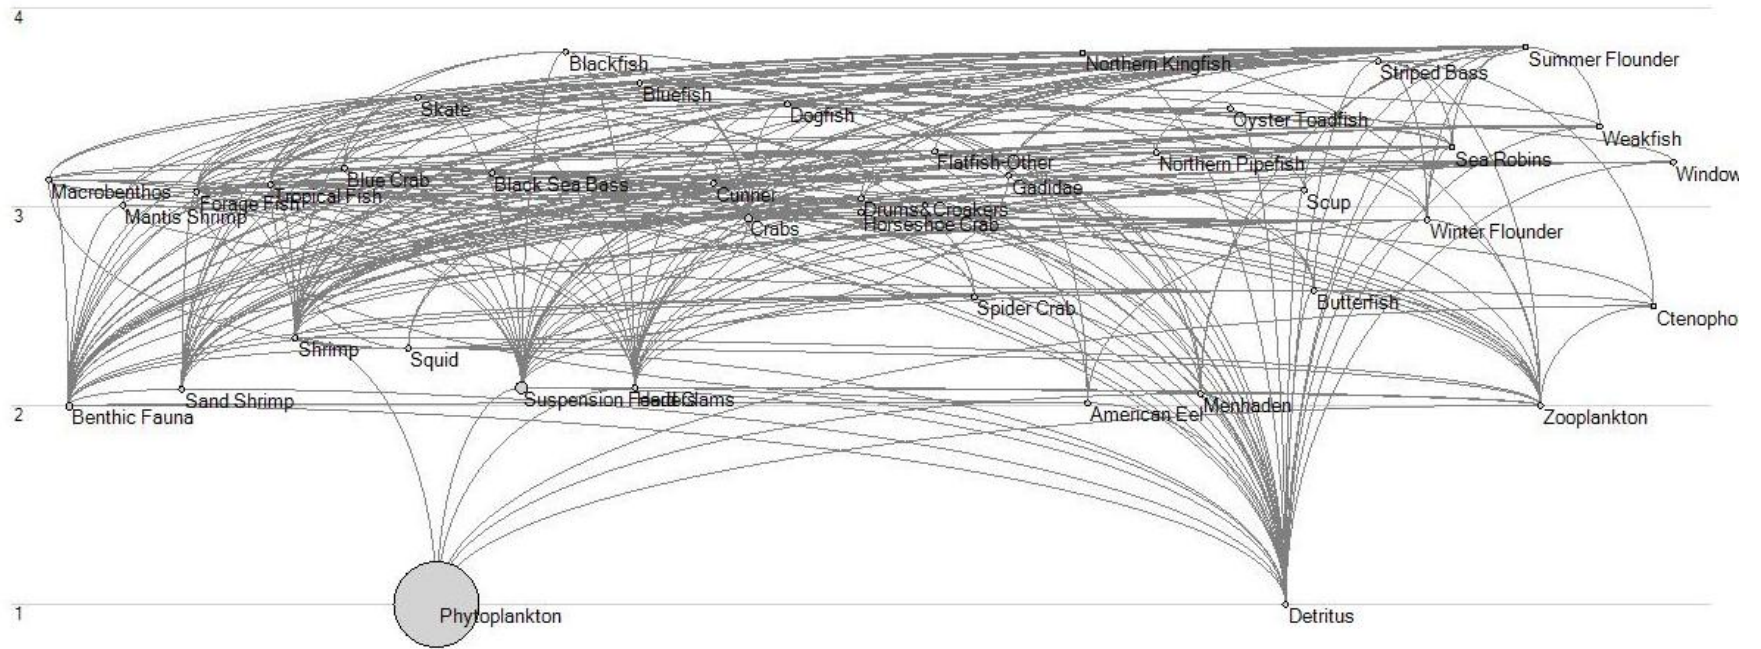 4
Blackfish
Northern Kingfish
Summer Flounder
Striped Bass
Bluefish
Skate
Dogfish
Oyster Toadfish
Weakfish
Flatfish-Other
Northern Pipefish
Sea Robins
Window
Macrobenthos
Blue Crab
Black Sea Bass
Gadidae
Tropical Fish
Cunner
Forage Fish
Scup
3
Mantis Shrimp
Drums&Croakers
Horseshoe Crab
Crabs
Winter Flounder
Spider Crab
Butterfish
Ctenopho
Shrimp
Squid
2
Benthic Fauna
Sand Shrimp
Suspension Feeders
Hard Clams
American Eel
Menhaden
Zooplankton
1
Phytoplankton
Detritus